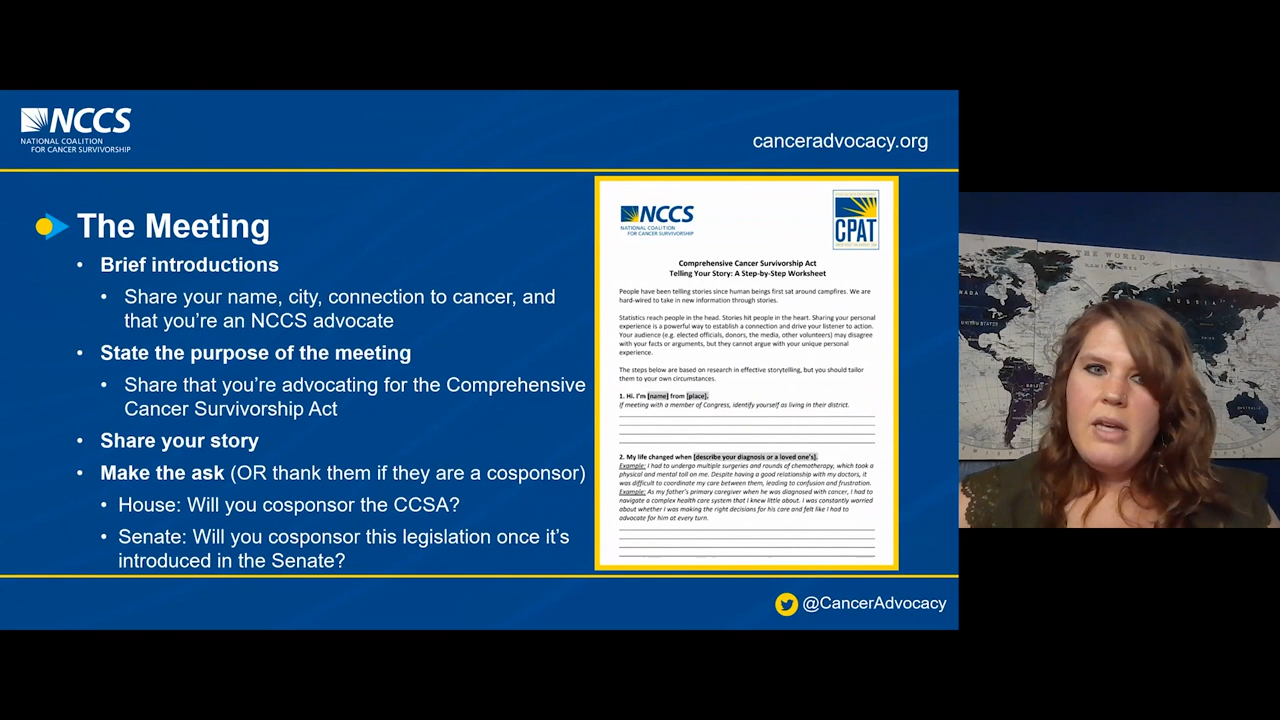 NCCS
NATIONAL COALITION
FOR CANCER SURVIVORSHIP
canceradvocacy.org
The Meeting
• Brief introductions
• Share your name, city, connection to cancer, and
that you're an NCCS advocate
• State the purpose of the meeting
• Share that you're advocating for the Comprehensive
Cancer Survivorship Act
• Share your story
• Make the ask (OR thank them if they are a cosponsor)
• House: Will you cosponsor the CCSA?
• Senate: Will you cosponsor this legislation once it's
introduced in the Senate?
NCCS
NATIONAL COALITION
FOR CANCER SURVIVORSHIP
CPAT
Comprehensive Cancer Survivorship Act
Telling Your Story: A Step-by-Step Worksheet
People have been telling stories since human beings first sat around campfires. We are
hard-wired to take in new information through stories.
Statistics reach people in the head. Stories hit people in the heart. Sharing your personal
experience is a powerful way to establish a connection and drive your listener to action.
Your audience (e.g. elected officials, donors, the media, other volunteers) may disagree
with your facts or arguments, but they cannot argue with your unique personal
experience.
The steps below are based on research in effective storytelling, but you should tailor
them to your own circumstances.
1. Hi. I'm [name] from [place].
If meeting with a member of Congress, identify yourself as living in their district.
2. My life changed when [describe your diagnosis or a loved one's].
Example: I had to undergo multiple surgeries and rounds of chemotherapy, which took a
physical and mental toll on me. Despite having a good relationship with my doctors, it
was difficult to coordinate my care between them, leading to confusion and frustration.
Example: As my father's primary caregiver when he was diagnosed with cancer, I had to
navigate a complex health care system that I knew little about. I was constantly worried
about whether I was making the right decisions for his care and felt like I had to
advocate for him at every turn.
@CancerAdvocacy
THE WORLD
RUSSIA
UNITED STATES
AUSTRALIA